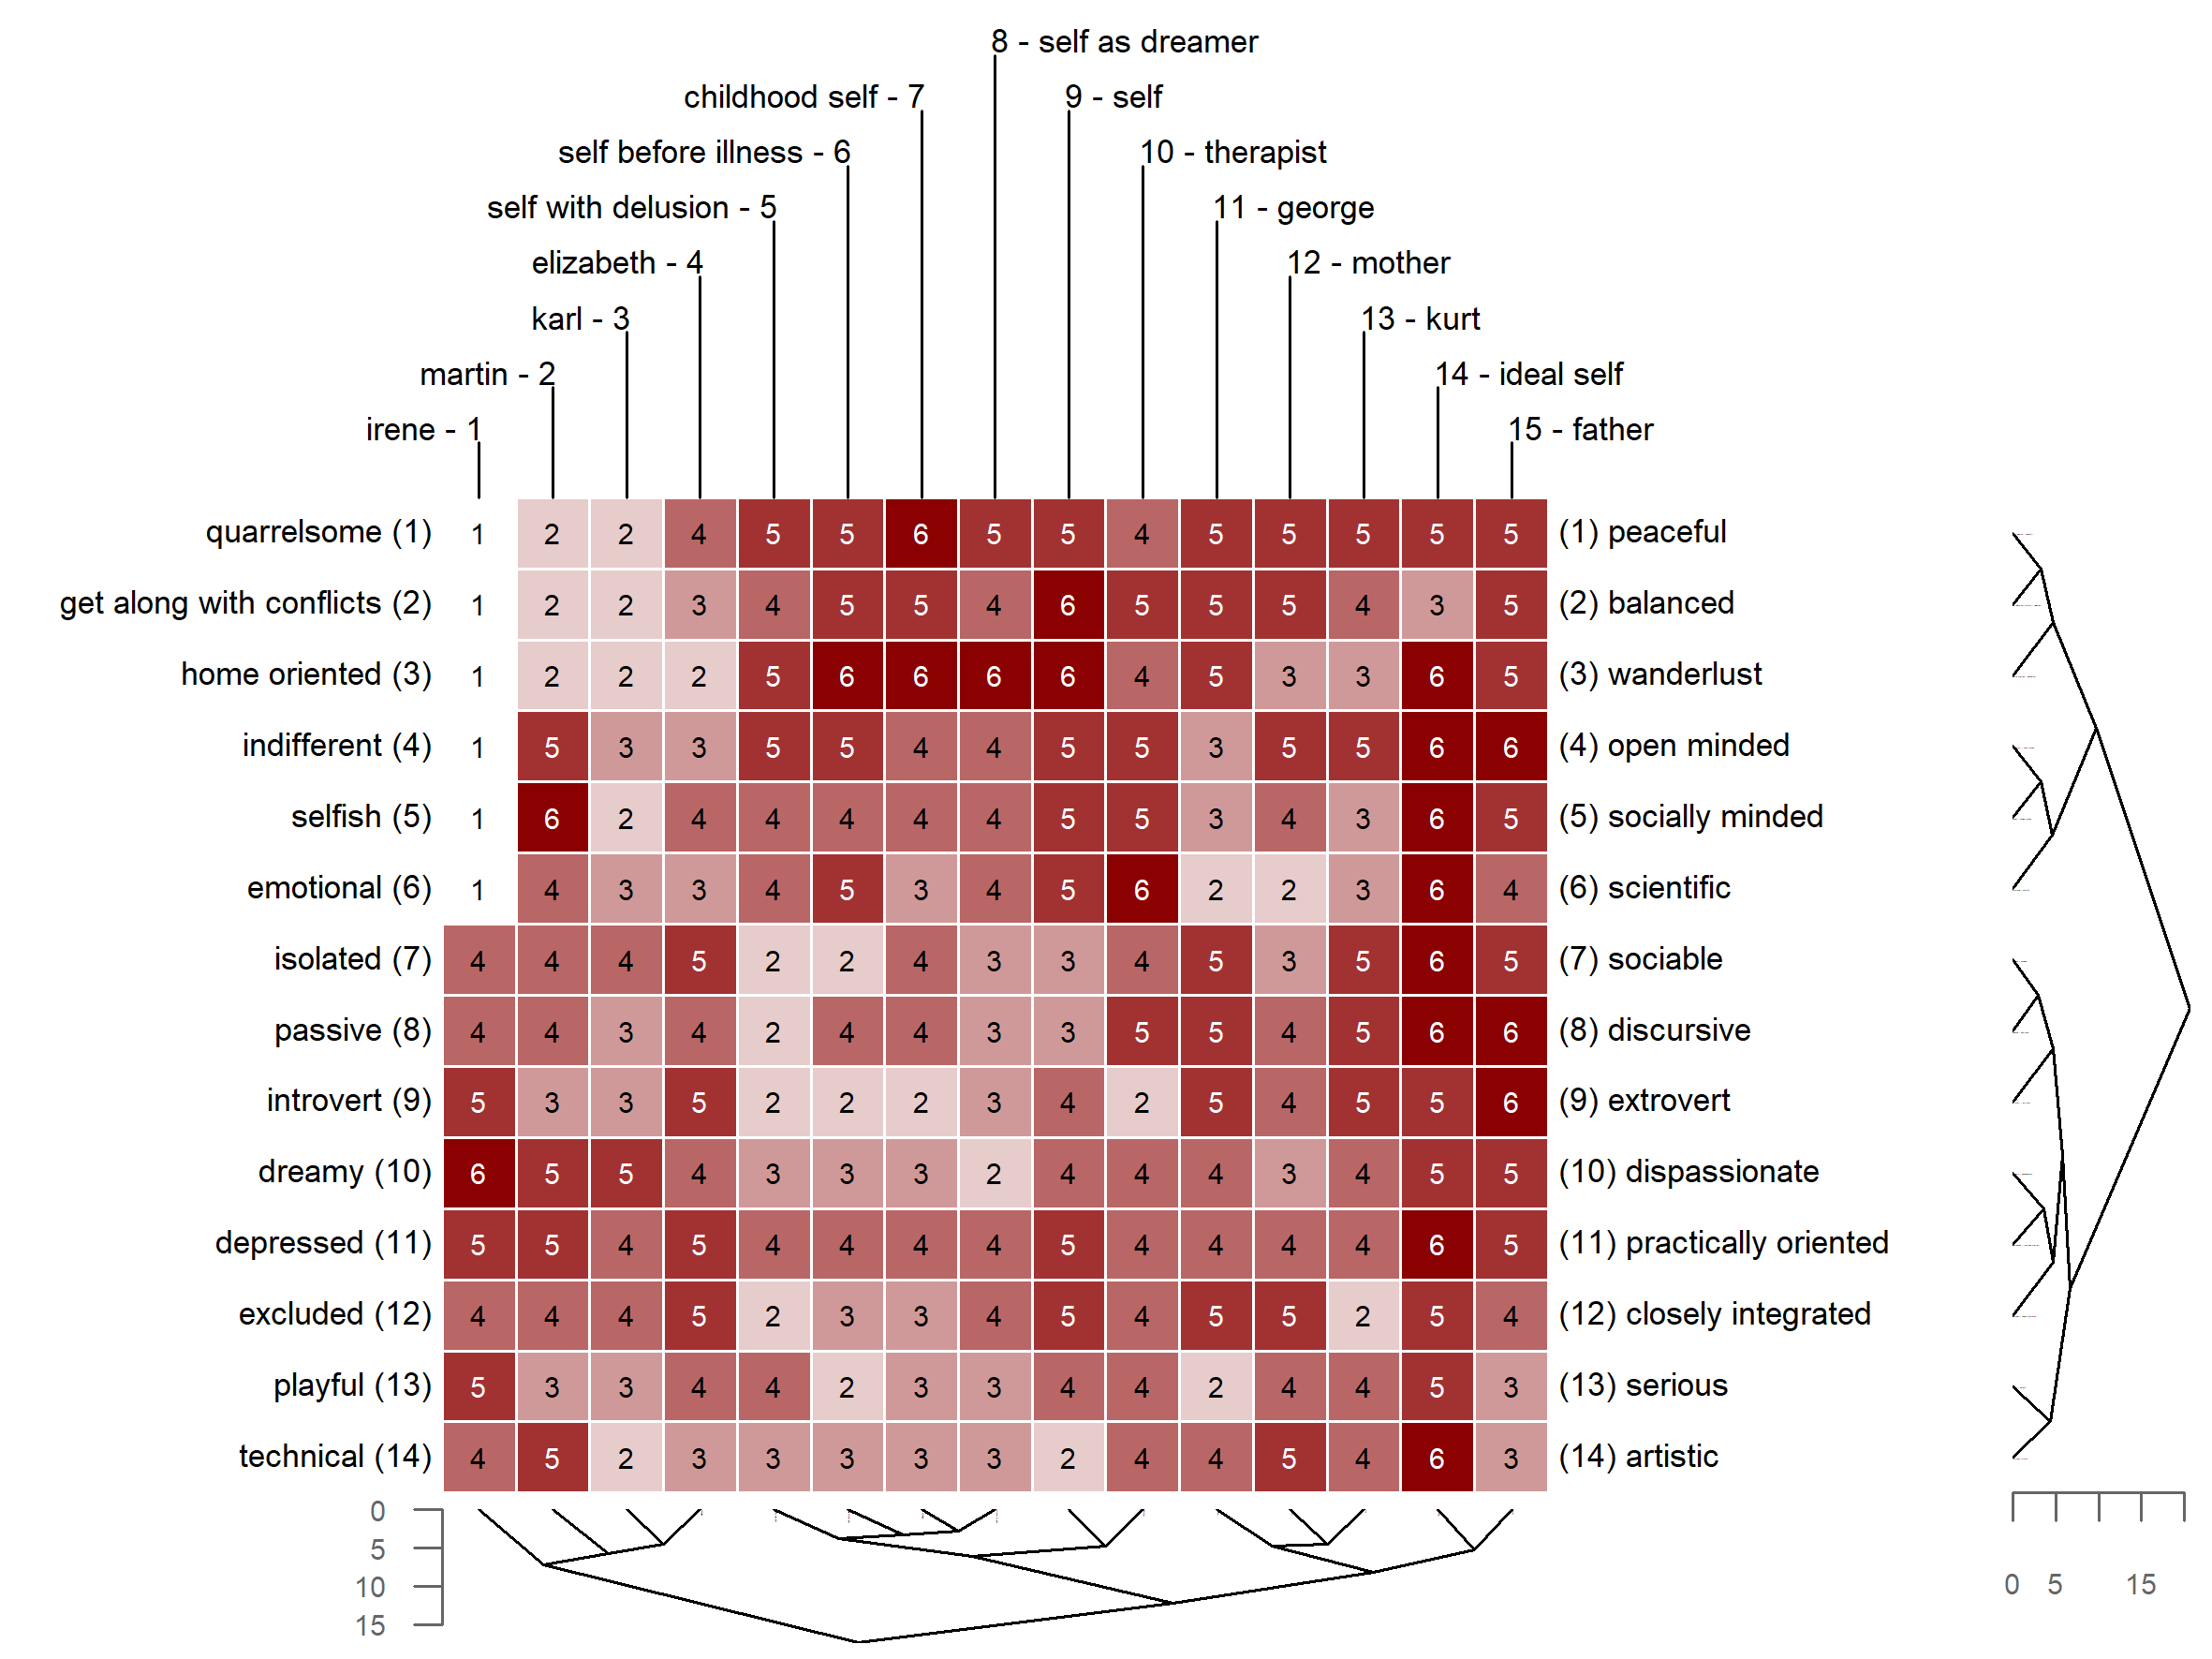 8 - self as dreamer
childhood self - 7
9 - self
self before illness - 6
10 - therapist
self with delusion - 5
11 - george
elizabeth - 4
12 - mother
karl - 3
13 - kurt
martin - 2
14 - ideal self
irene - 1
15 - father
quarrelsome (1) 1 2 2 4 5 5 6 5 5 4 5 5 5 5 5 (1) peaceful
get along with conflicts (2) 1 2 2 3 4 5 5 4 6 5 5 5 4 3 5 (2) balanced
home oriented (3) 1 2 2 2 5 6 6 6 6 4 5 3 3 6 5 (3) wanderlust
indifferent (4) 1 5 3 3 5 5 4 4 5 5 3 5 5 6 6 (4) open minded
selfish (5) 1 6 2 4 4 4 4 4 5 5 3 4 3 6 5 (5) socially minded
emotional (6) 1 4 3 3 4 5 3 4 5 6 2 2 3 6 4 (6) scientific
isolated (7) 4 4 4 5 2 2 4 3 3 4 5 3 5 6 5 (7) sociable
passive (8) 4 4 3 4 2 4 4 3 3 5 5 4 5 6 6 (8) discursive
introvert (9) 5 3 3 5 2 2 2 3 4 2 5 4 5 5 6 (9) extrovert
dreamy (10) 6 5 5 4 3 3 3 2 4 4 4 3 4 5 5 (10) dispassionate
depressed (11) 5 5 4 5 4 4 4 4 5 4 4 4 4 6 5 (11) practically oriented
excluded (12) 4 4 4 5 2 3 3 4 5 4 5 5 2 5 4 (12) closely integrated
playful (13) 5 3 3 4 4 2 3 3 4 4 2 4 4 5 3 (13) serious
technical (14) 4 5 2 3 3 3 3 3 2 4 4 5 4 6 3 (14) artistic
0
5
10
15
0 5 15